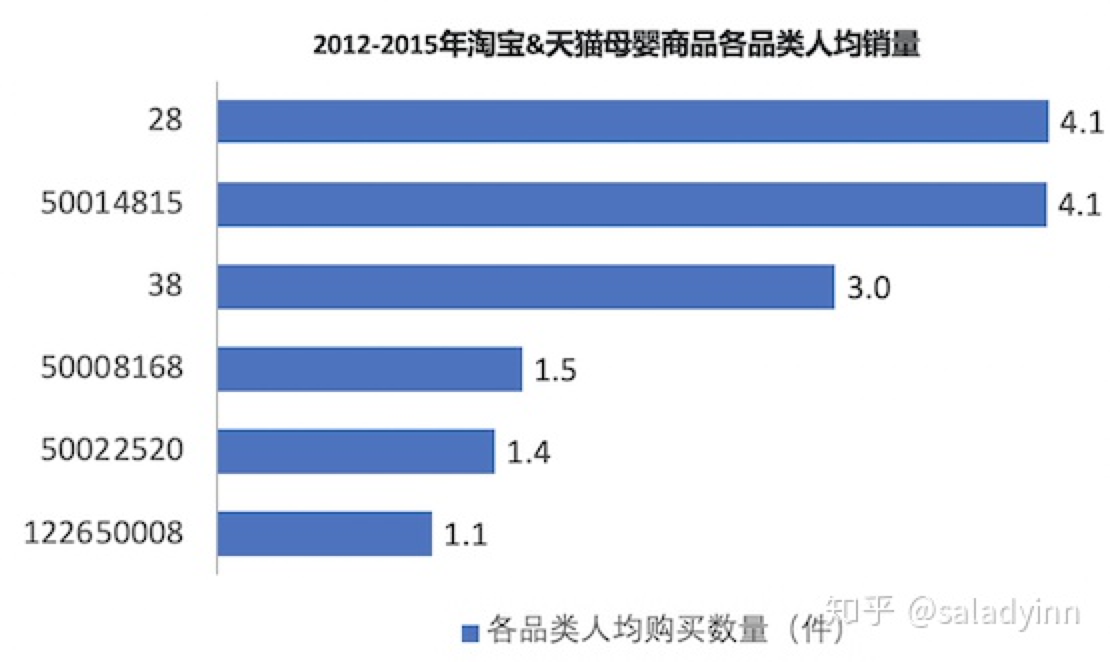 2012-2015年淘宝&天猫母婴商品各品类人均销量
28 4.1
50014815 4.1
38 3.0
50008168 1.5
50022520 1.4
122650008 1.1
各品类人均购买数量（件）
知乎 @saladyinn